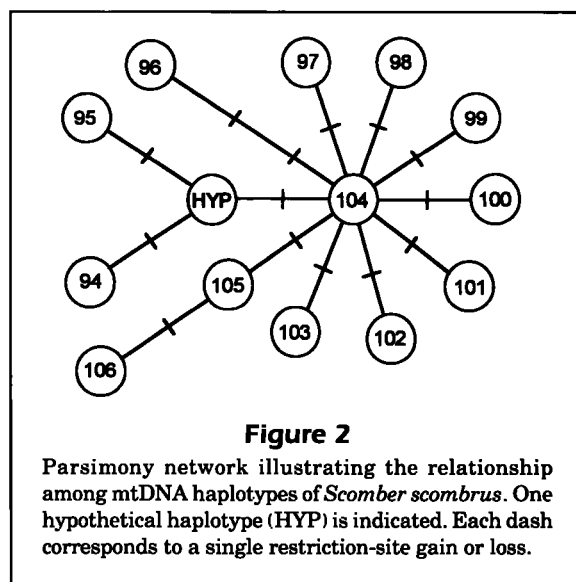 96
97
98
95
99
HYP
104
100
94
105
101
103
102
106
Figure 2
Parsimony network illustrating the relationship
among mtDNA haplotypes of Scomber scombrus. One
hypothetical haplotype (HYP) is indicated. Each dash
corresponds to a single restriction-site gain or loss.